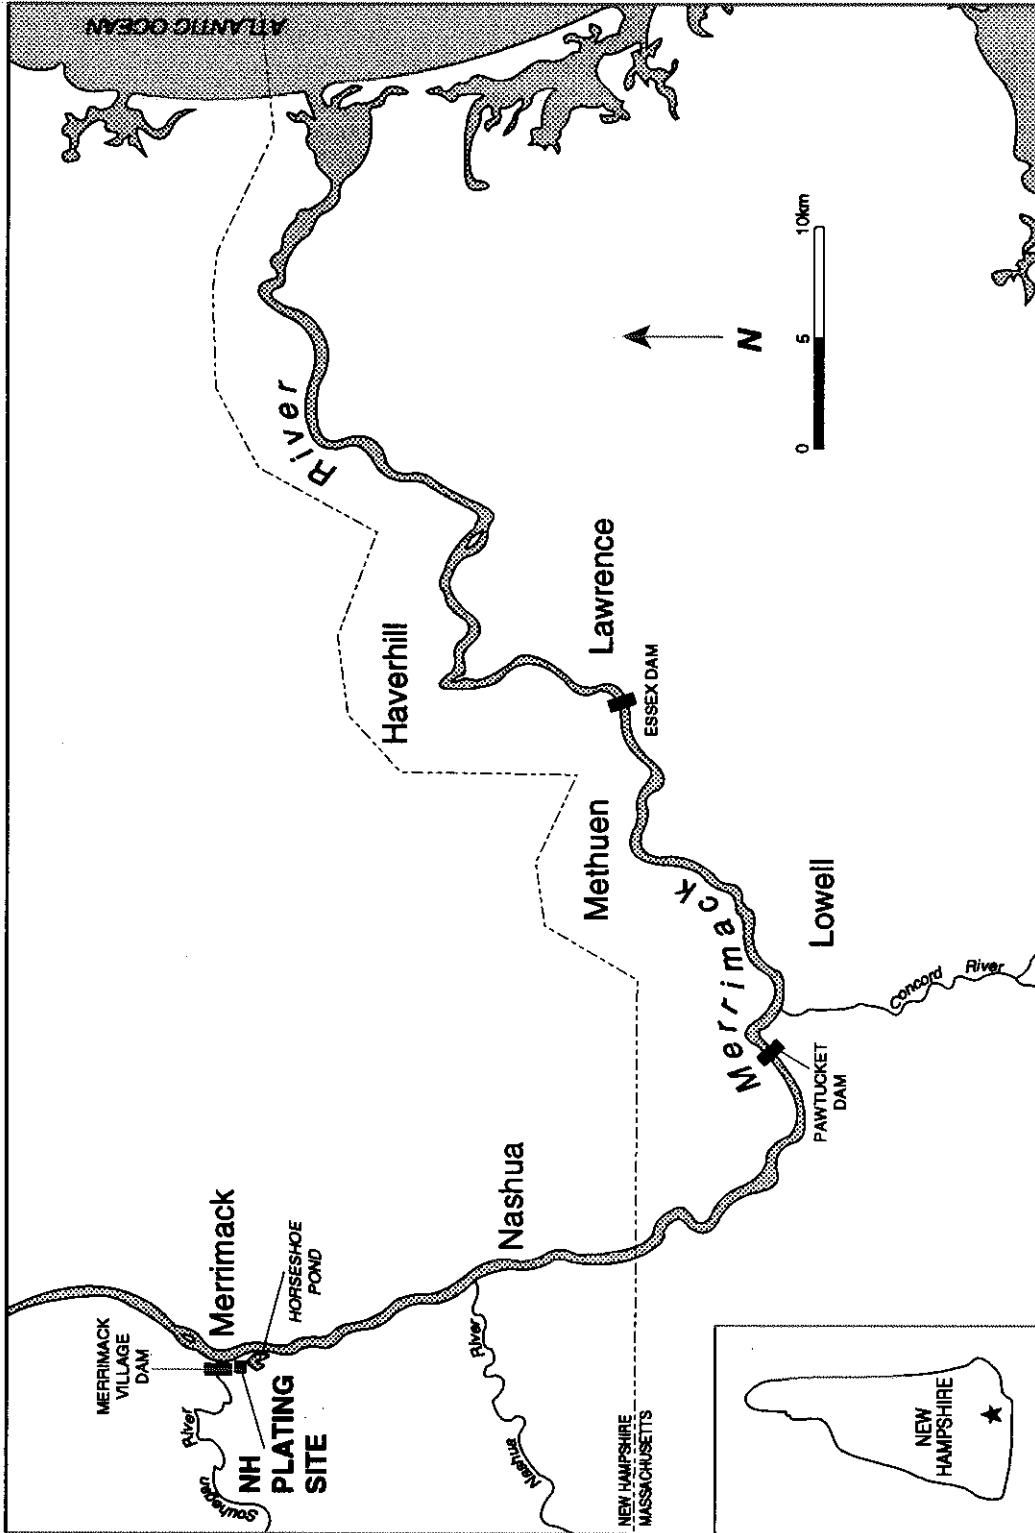 ATLANTIC OCEAN
MERRIMACK
VILLAGE
DAM
Merrimack
River
Souhegan
NH
PLATING
SITE
HORSESHOE
POND
River
Haverhill
Nashua
River
Nashua
Methuen
Lawrence
ESSEX DAM
N
0
5
10km
NEW HAMPSHIRE
MASSACHUSETTS
Merrimack
Lowell
PAWTUCKET
DAM
Concord
River
NEW
HAMPSHIRE